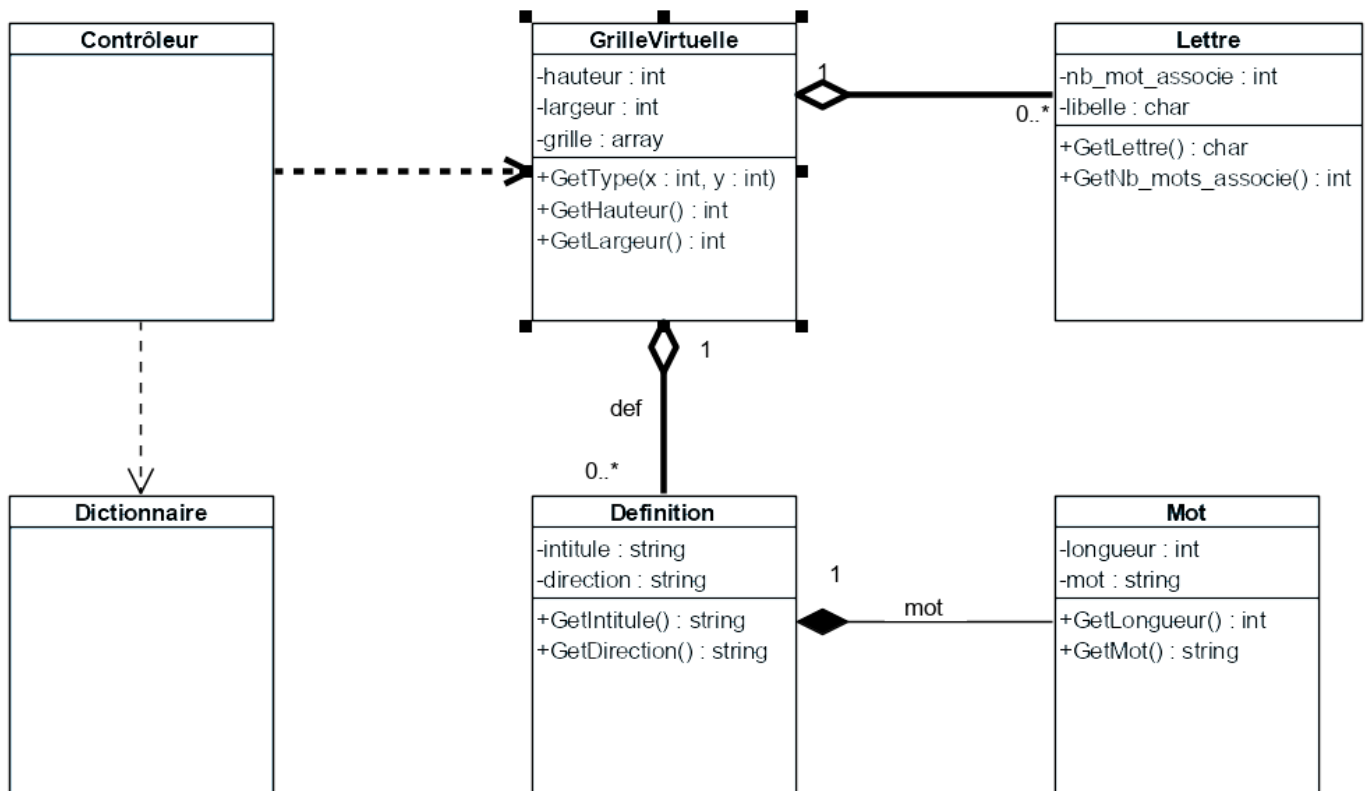 Contrôleur
GrilleVirtuelle
-hauteur : int
-largeur : int
-grille : array
+GetType(x : int, y : int)
+GetHauteur() : int
+GetLargeur() : int
1
0..*
Lettre
-nb_mot_associe : int
-libelle : char
+GetLettre() : char
+GetNb_mots_associe() : int
1
def
0..*
Dictionnaire
Definition
-intitule : string
-direction : string
+GetIntitule() : string
+GetDirection() : string
1
mot
Mot
-longueur : int
-mot : string
+GetLongueur() : int
+GetMot() : string